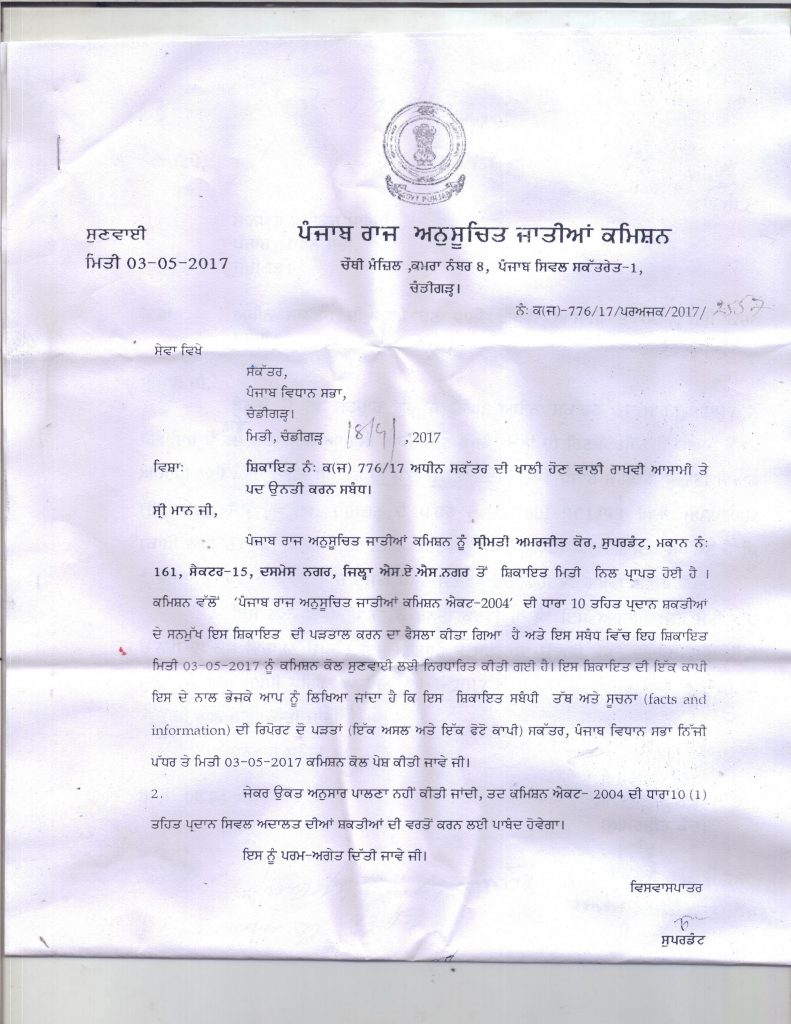 GOVT PUNJAB
ਸੁਣਵਾਈ
ਮਿਤੀ 03-05-2017
ਪੰਜਾਬ ਰਾਜ ਅਨੁਸੂਚਿਤ ਜਾਤੀਆਂ ਕਮਿਸ਼ਨ
ਚੌਥੀ ਮੰਜ਼ਿਲ ,ਕਮਰਾ ਨੰਬਰ 8, ਪੰਜਾਬ ਸਿਵਲ ਸਕੱਤਰੇਤ-1,
ਚੰਡੀਗੜ੍ਹ।
ਨੰ: ਕ(ਜ)-776/17/ਪਰਅਜਕ/2017/ 2557
ਸੇਵਾ ਵਿਖੇ
ਸਕੱਤਰ,
ਪੰਜਾਬ ਵਿਧਾਨ ਸਭਾ,
ਚੰਡੀਗੜ੍ਹ।
ਮਿਤੀ, ਚੰਡੀਗੜ੍ਹ 18/4/ , 2017
ਵਿਸ਼ਾ: ਸ਼ਿਕਾਇਤ ਨੰ: ਕ(ਜ) 776/17 ਅਧੀਨ ਸਕੱਤਰ ਦੀ ਖਾਲੀ ਹੋਣ ਵਾਲੀ ਰਾਖਵੀ ਆਸਾਮੀ ਤੇ
ਪਦ ਉਨਤੀ ਕਰਨ ਸਬੰਧ।
ਸ੍ਰੀ ਮਾਨ ਜੀ,
ਪੰਜਾਬ ਰਾਜ ਅਨੁਸੂਚਿਤ ਜਾਤੀਆਂ ਕਮਿਸ਼ਨ ਨੂੰ ਸ੍ਰੀਮਤੀ ਅਮਰਜੀਤ ਕੋਰ, ਸੁਪਰਡੰਟ, ਮਕਾਨ ਨੰ:
161, ਸੇਕਟਰ-15, ਦਸਮੇਸ ਨਗਰ, ਜਿਲ੍ਹਾ ਐਸ.ਏ.ਐਸ.ਨਗਰ ਤੋਂ ਸ਼ਿਕਾਇਤ ਮਿਤੀ ਨਿਲ ਪ੍ਰਾਪਤ ਹੋਈ ਹੈ ।
ਕਮਿਸ਼ਨ ਵੱਲੋਂ 'ਪੰਜਾਬ ਰਾਜ ਅਨੁਸੂਚਿਤ ਜਾਤੀਆਂ ਕਮਿਸ਼ਨ ਐਕਟ-2004' ਦੀ ਧਾਰਾ 10 ਤਹਿਤ ਪ੍ਰਦਾਨ ਸ਼ਕਤੀਆਂ
ਦੇ ਸਨਮੁੱਖ ਇਸ ਸ਼ਿਕਾਇਤ ਦੀ ਪੜਤਾਲ ਕਰਨ ਦਾ ਫੈਸਲਾ ਕੀਤਾ ਗਿਆ ਹੈ ਅਤੇ ਇਸ ਸਬੰਧ ਵਿੱਚ ਇਹ ਸ਼ਿਕਾਇਤ
ਮਿਤੀ 03-05-2017 ਨੂੰ ਕਮਿਸ਼ਨ ਕੋਲ ਸੁਣਵਾਈ ਲਈ ਨਿਰਧਾਰਿਤ ਕੀਤੀ ਗਈ ਹੈ। ਇਸ ਸ਼ਿਕਾਇਤ ਦੀ ਇੱਕ ਕਾਪੀ
ਇਸ ਦੇ ਨਾਲ ਭੇਜਕੇ ਆਪ ਨੂੰ ਲਿਖਿਆ ਜਾਂਦਾ ਹੈ ਕਿ ਇਸ ਸ਼ਿਕਾਇਤ ਸਬੰਧੀ ਤੱਥ ਅਤੇ ਸੂਚਨਾ (facts and
information) ਦੀ ਰਿਪੋਰਟ ਦੋ ਪੜਤਾਂ (ਇੱਕ ਅਸਲ ਅਤੇ ਇੱਕ ਫੋਟੋ ਕਾਪੀ) ਸਕੱਤਰ, ਪੰਜਾਬ ਵਿਧਾਨ ਸਭਾ ਨਿੱਜੀ
ਪੱਧਰ ਤੇ ਮਿਤੀ 03-05-2017 ਕਮਿਸ਼ਨ ਕੋਲ ਪੇਸ਼ ਕੀਤੀ ਜਾਵੇ ਜੀ।
2. ਜੇਕਰ ਉਕਤ ਅਨੁਸਾਰ ਪਾਲਣਾ ਨਹੀਂ ਕੀਤੀ ਜਾਂਦੀ, ਤਦ ਕਮਿਸ਼ਨ ਐਕਟ- 2004 ਦੀ ਧਾਰਾ10 (1)
ਤਹਿਤ ਪ੍ਰਦਾਨ ਸਿਵਲ ਅਦਾਲਤ ਦੀਆਂ ਸ਼ਕਤੀਆਂ ਦੀ ਵਰਤੋਂ ਕਰਨ ਲਈ ਪਾਬੰਦ ਹੋਵੇਗਾ।
ਇਸ ਨੂੰ ਪਰਮ-ਅਗੇਤ ਦਿੱਤੀ ਜਾਵੇ ਜੀ।
ਵਿਸਵਾਸਪਾਤਰ
ਸੁਪਰਡੰਟ